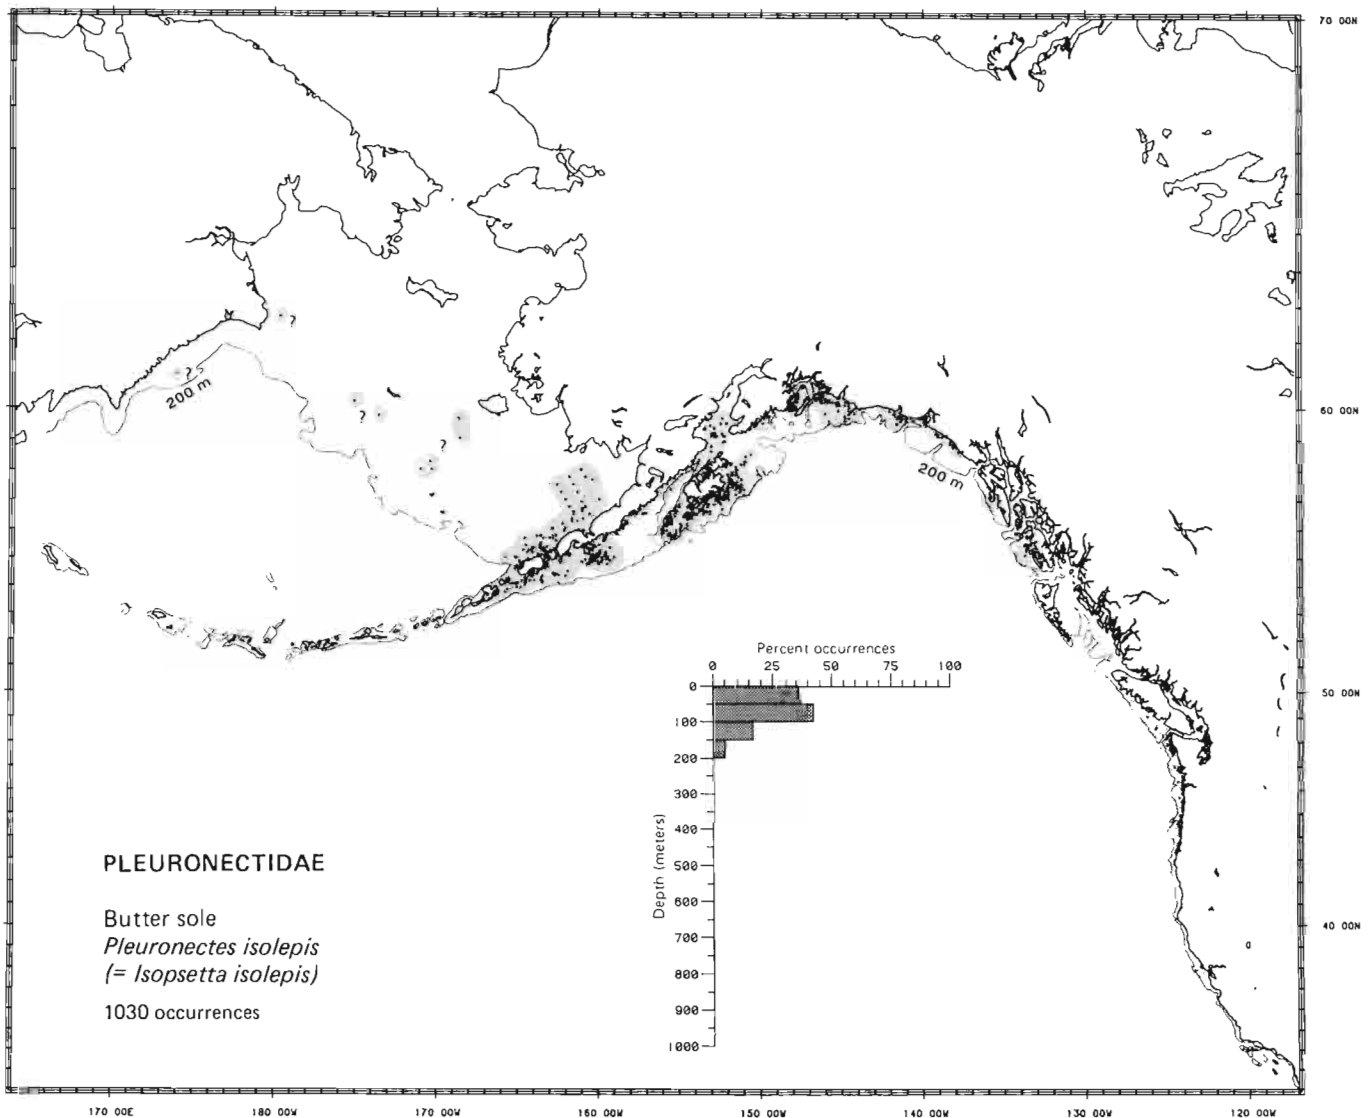 70 00N
?
? 5
200 m
?
?
60 00N
200 m
Percent occurrences
0 25 50 75 100
0
50 00N
100
200
300
400
500
600
700
800
900
1000
Depth (meters)
PLEURONECTIDAE
Butter sole
Pleuronectes isolepis
(= Isopsetta isolepis)
1030 occurrences
40 00N
170 00E 180 00W 170 00W 160 00W 150 00W 140 00W 130 00W 120 00W